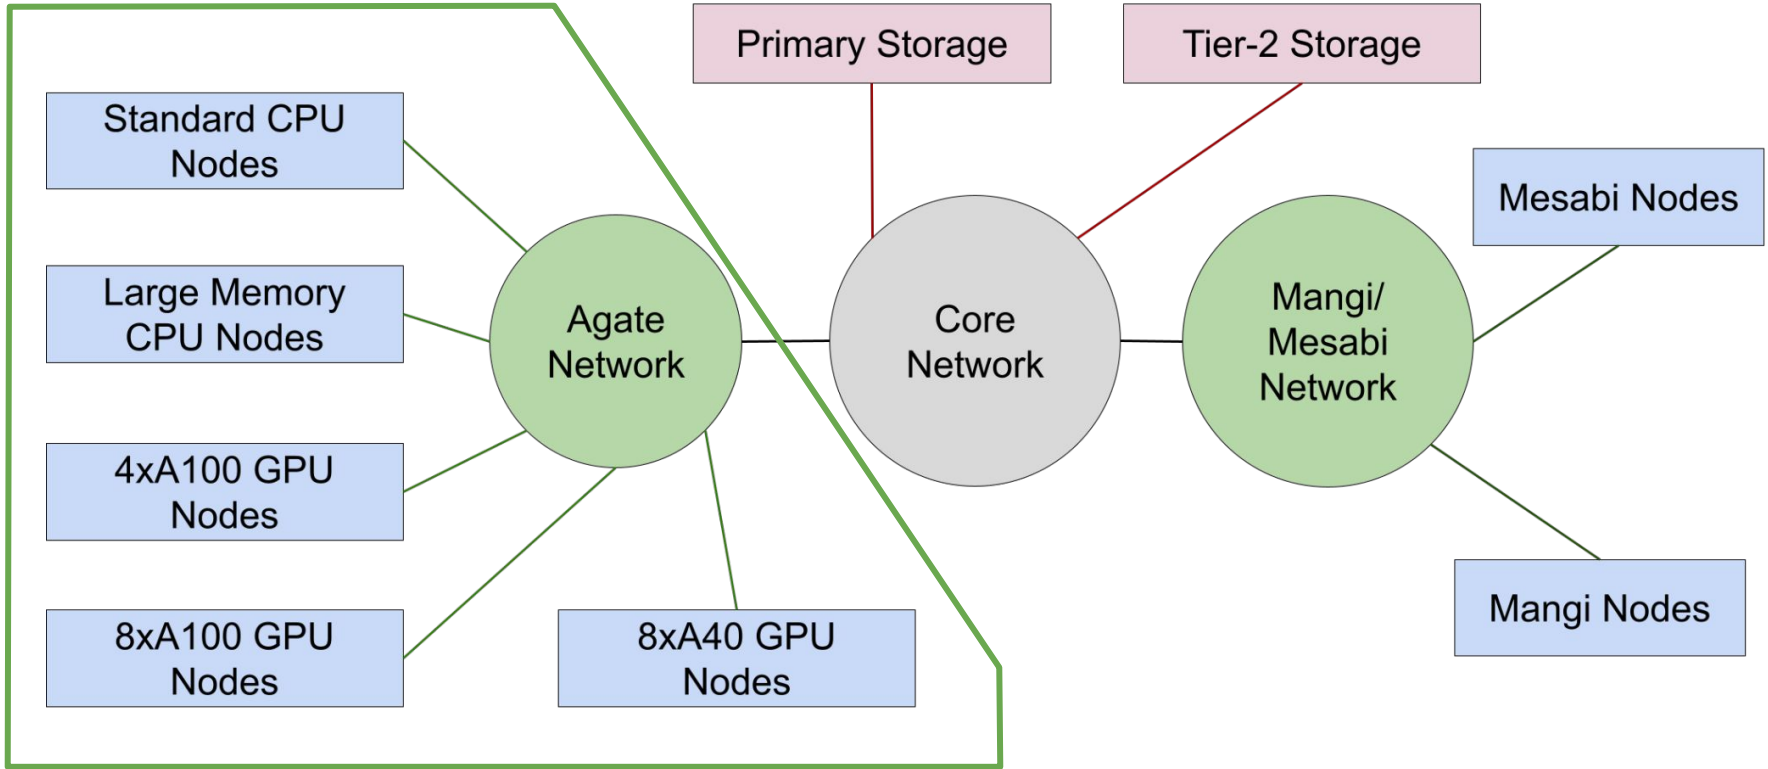 Primary Storage
Tier-2 Storage
Standard CPU
Nodes
Mesabi Nodes
Large Memory
CPU Nodes
Agate
Network
Core
Network
Mangi/
Mesabi
Network
4xA100 GPU
Nodes
8xA100 GPU
Nodes
8xA40 GPU
Nodes
Mangi Nodes